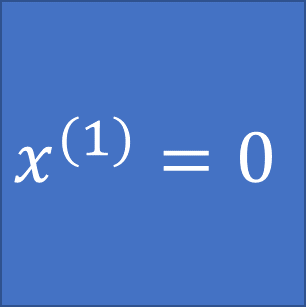 x⁽¹⁾ = 0